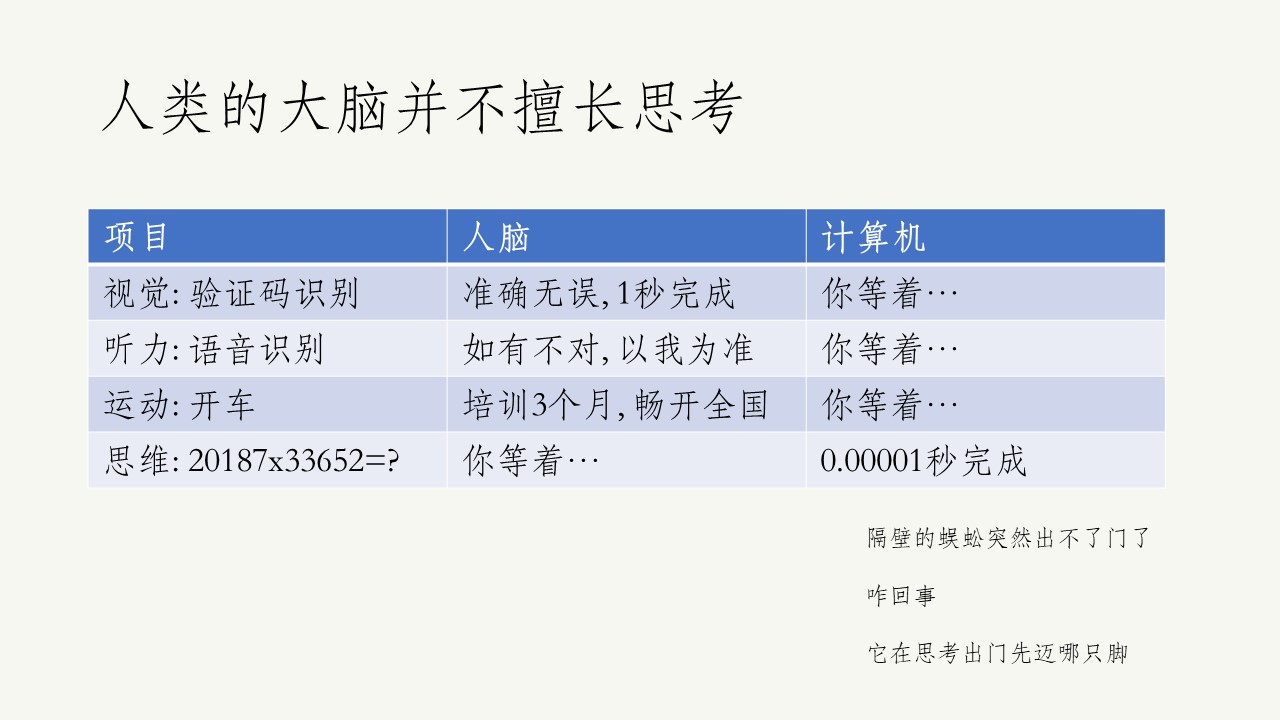 人类的大脑并不擅长思考
项目 人脑 计算机
视觉: 验证码识别 准确无误, 1秒完成 你等着…
听力: 语音识别 如有不对, 以我为准 你等着…
运动: 开车 培训3个月, 畅开全国 你等着…
思维: 20187x33652=? 你等着… 0.00001秒完成
隔壁的蜈蚣突然出不了门了
咋回事
它在思考出门先迈哪只脚